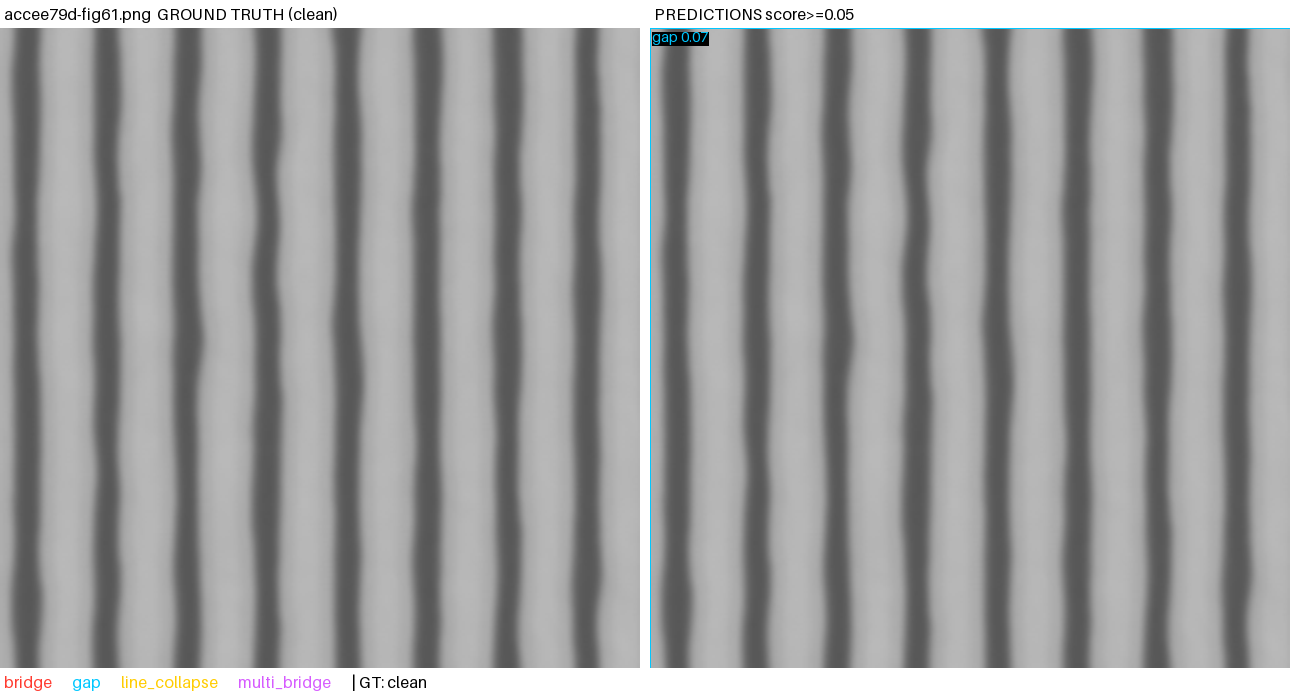 accee79d-fig61.png GROUND TRUTH (clean)
PREDICTIONS score>=0.05
gap 0.07
bridge gap line_collapse multi_bridge | GT: clean